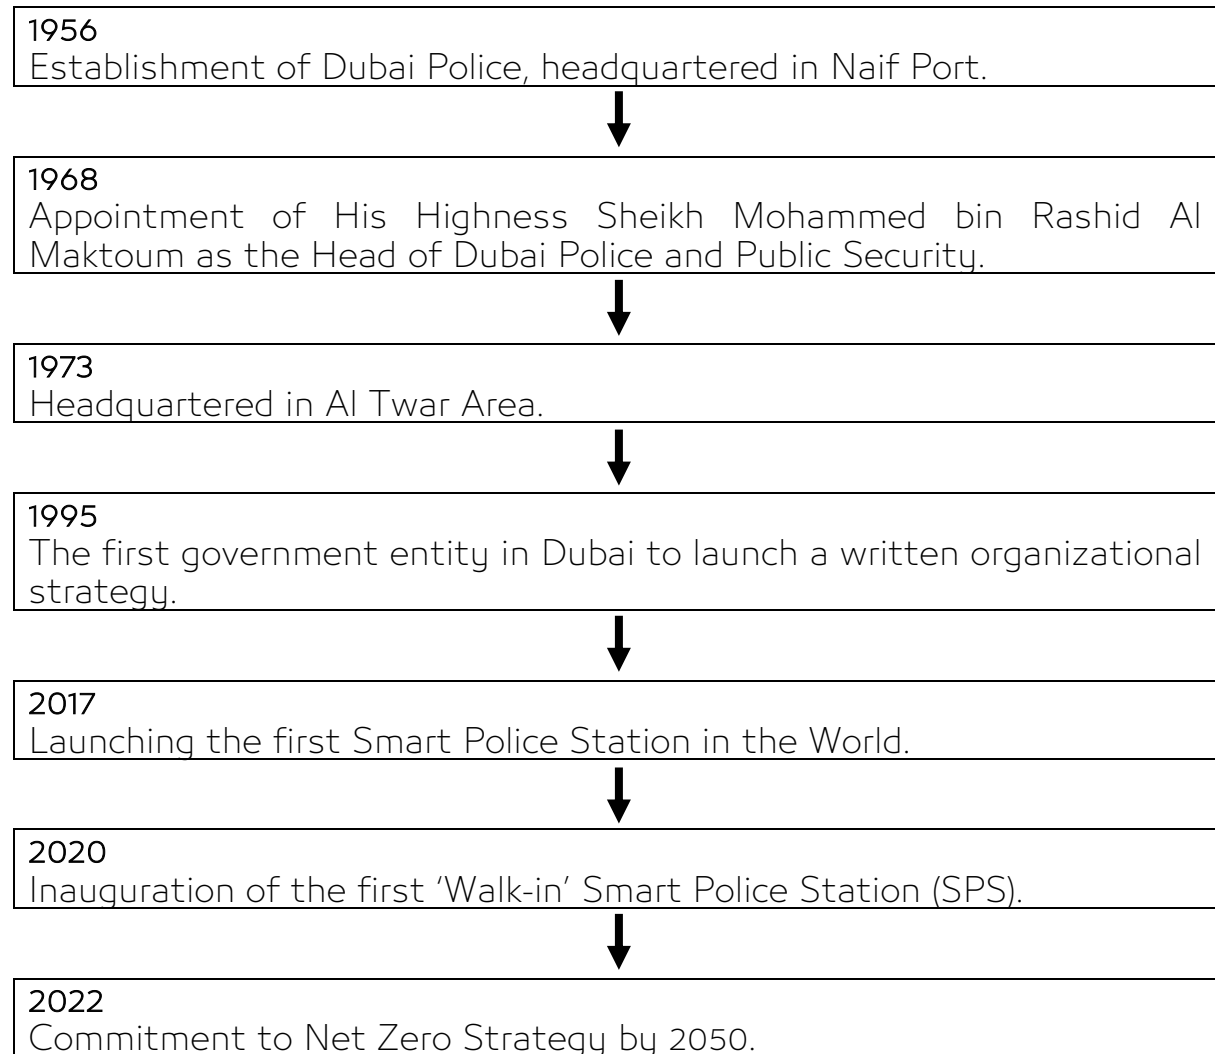 1956
Establishment of Dubai Police, headquartered in Naif Port.
1968
Appointment of His Highness Sheikh Mohammed bin Rashid Al
Maktoum as the Head of Dubai Police and Public Security.
1973
Headquartered in Al Twar Area.
1995
The first government entity in Dubai to launch a written organizational
strategy.
2017
Launching the first Smart Police Station in the World.
2020
Inauguration of the first ‘Walk-in’ Smart Police Station (SPS).
2022
Commitment to Net Zero Strategy by 2050.